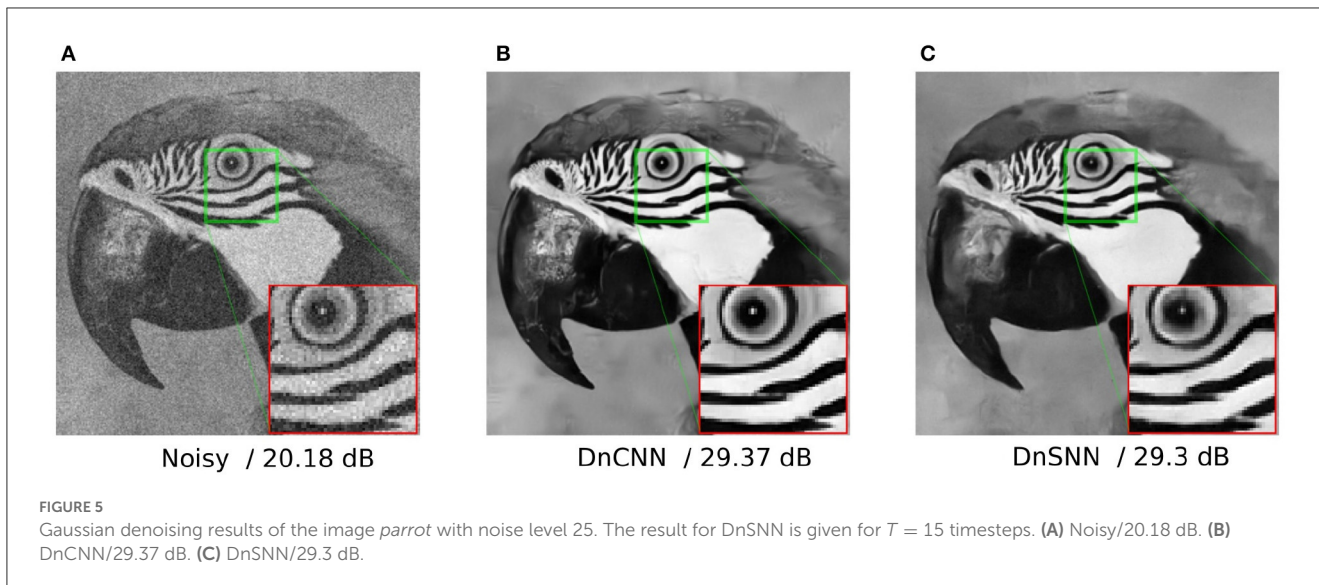 A
B
C
Noisy / 20.18 dB
DnCNN / 29.37 dB
DnSNN / 29.3 dB
FIGURE 5
Gaussian denoising results of the image parrot with noise level 25. The result for DnSNN is given for T = 15 timesteps. (A) Noisy/20.18 dB. (B)
DnCNN/29.37 dB. (C) DnSNN/29.3 dB.